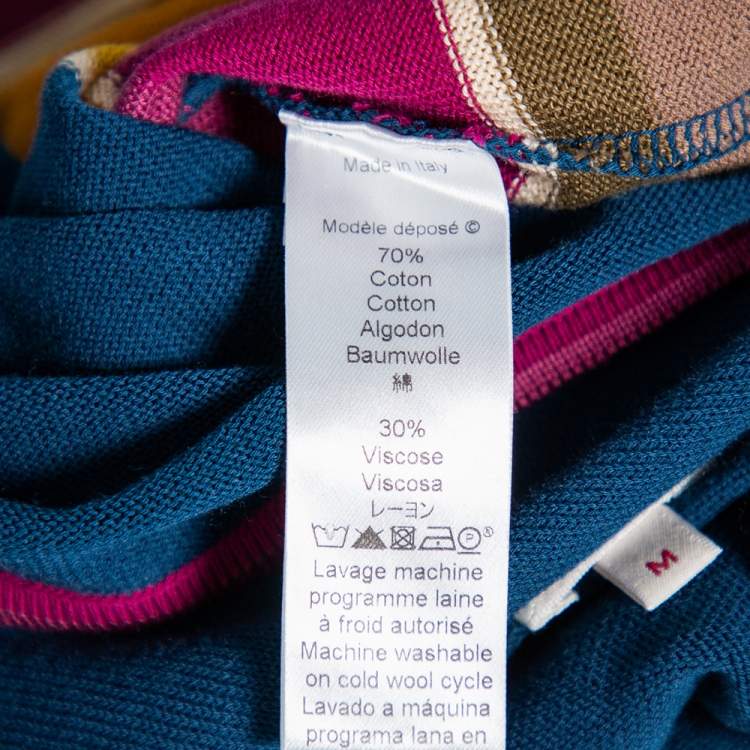 Made in Italy
Modèle déposé ©
70%
Coton
Cotton
Algodon
Baumwolle
綿
30%
Viscose
Viscosa
レーヨン
P S
Lavage machine
programme laine
à froid autorisé
Machine washable
on cold wool cycle
Lavado a máquina
programa lana en
M